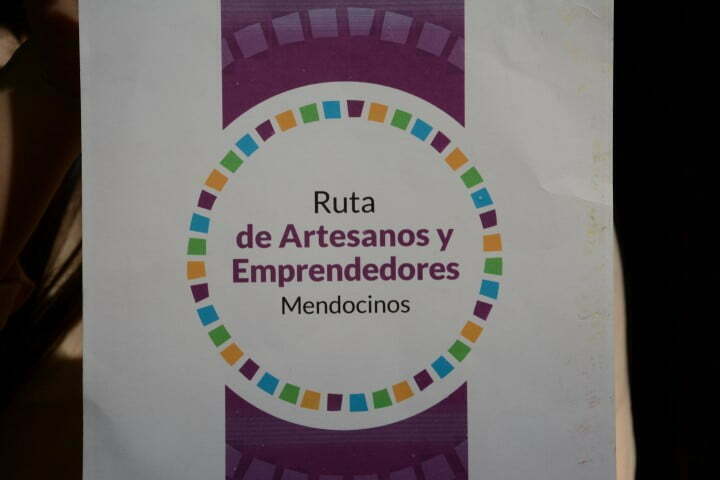 Ruta
de Artesanos y
Emprendedores
Mendocinos